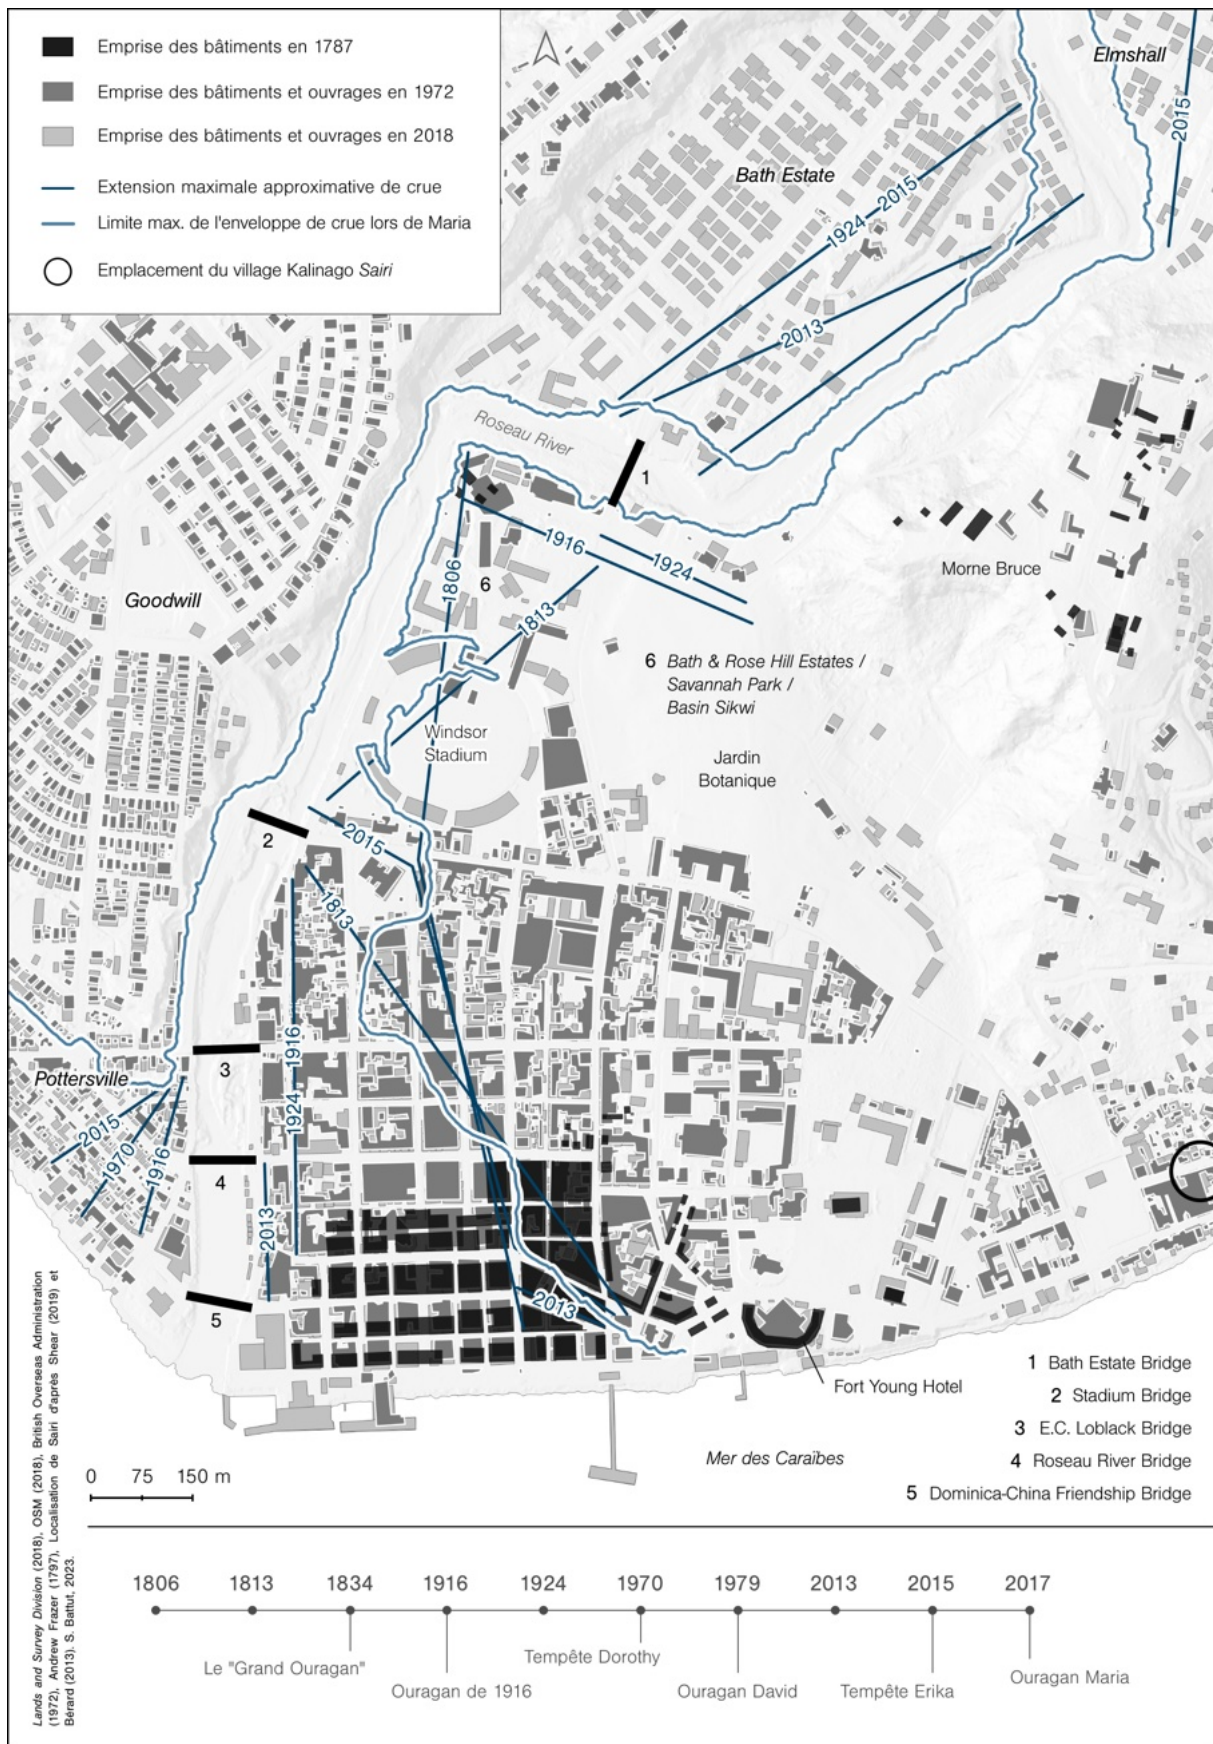 Emprise des bâtiments en 1787
Emprise des bâtiments et ouvrages en 1972
Emprise des bâtiments et ouvrages en 2018
Extension maximale approximative de crue
Limite max. de l'enveloppe de crue lors de Maria
Emplacement du village Kalinago Sairi
Elmshall
2015
Bath Estate
1924 – 2015
2013
Roseau River
1
6
1916
1924
1806
1813
Morne Bruce
Goodwill
6 Bath & Rose Hill Estates /
Savannah Park /
Basin Sikwi
Windsor
Stadium
Jardin
Botanique
2
2015
1813
3
Pottersville
1924 – 1916
2015
1970
1916
4
2013
5
2013
Fort Young Hotel
Mer des Caraïbes
1 Bath Estate Bridge
2 Stadium Bridge
3 E.C. Loblack Bridge
4 Roseau River Bridge
5 Dominica-China Friendship Bridge
0 75 150 m
Lands and Survey Division (2018), OSM (2018), British Overseas Administration
(1972), Andrew Frazer (1797), Localisation de Sairi d'après Shear (2019) et
Bérard (2013). S. Battut, 2023.
1806 1813 1834 1916 1924 1970 1979 2013 2015 2017
Le "Grand Ouragan"
Ouragan de 1916
Tempête Dorothy
Ouragan David
Tempête Erika
Ouragan Maria